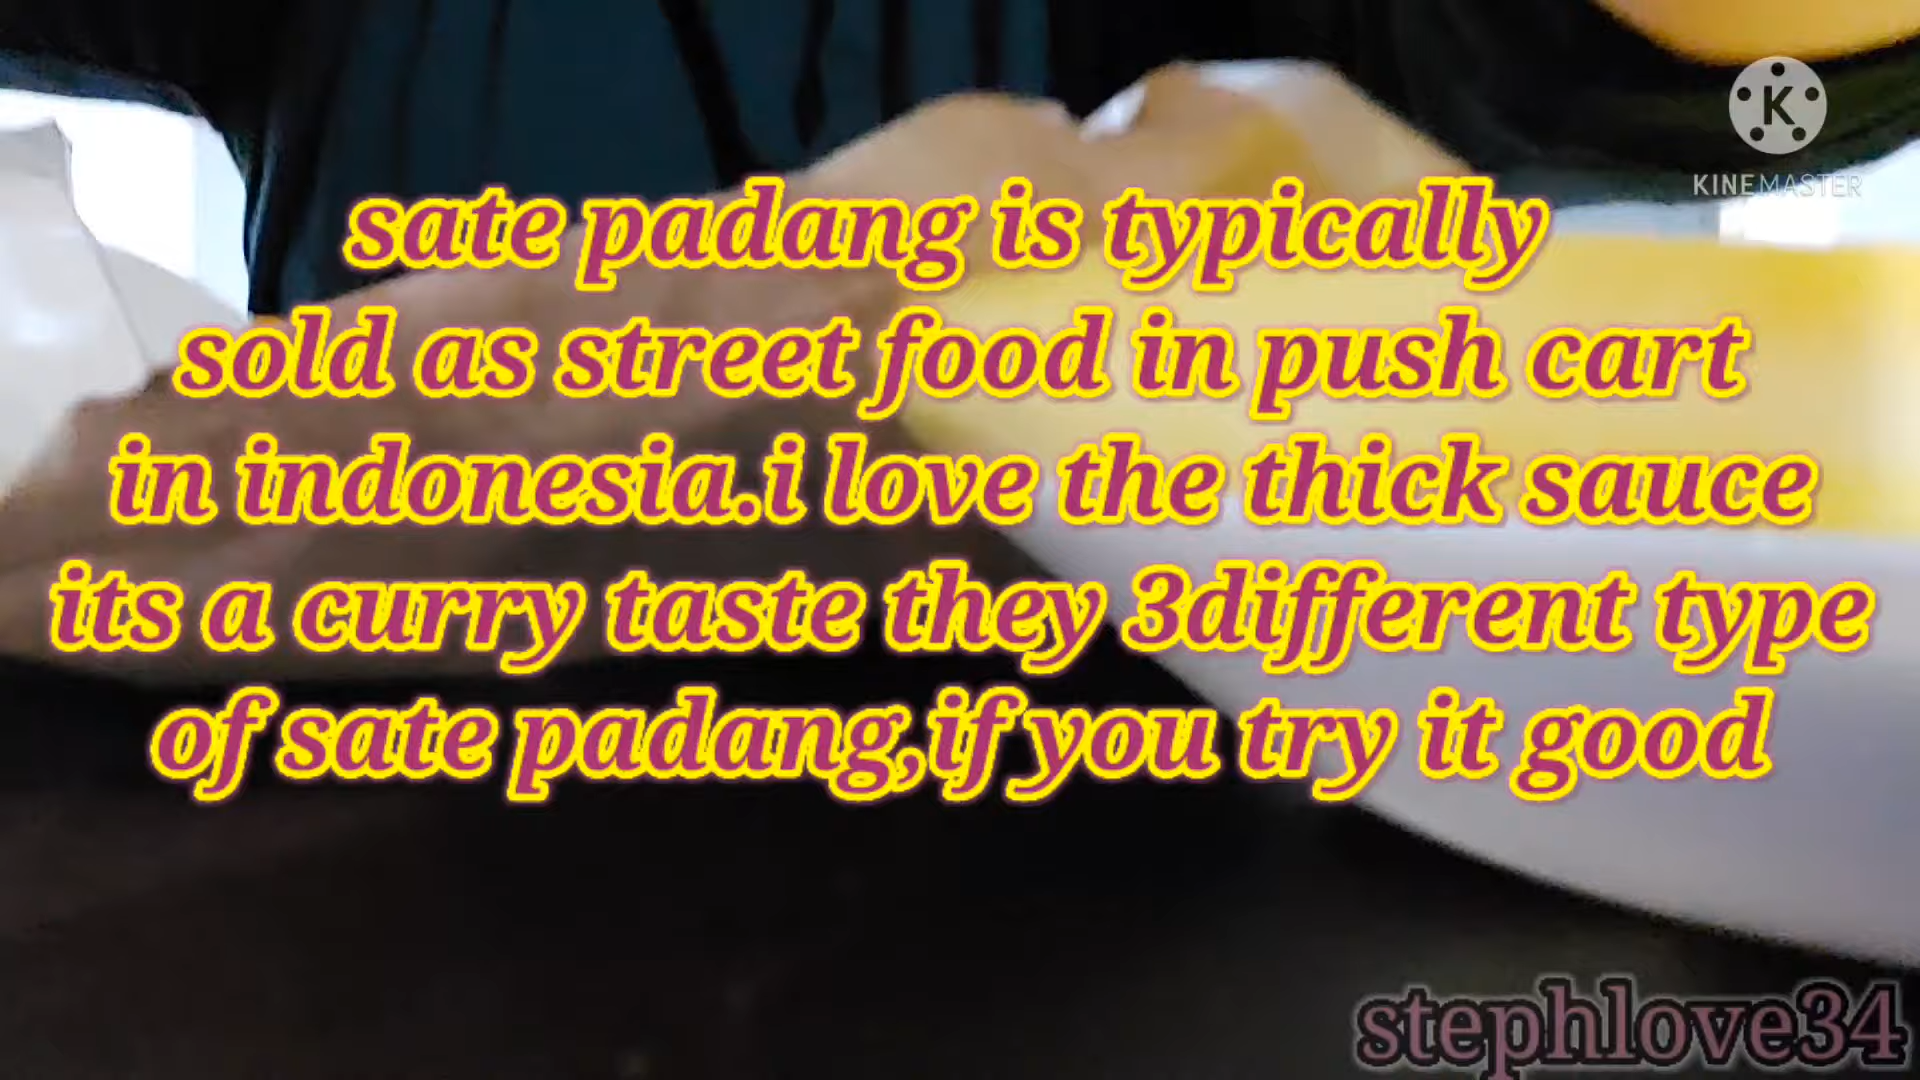 K
KINEMASTER
sate padang is typically
sold as street food in push cart
in indonesia.i love the thick sauce
its a curry taste they 3different type
of sate padang,if you try it good
stephlove34